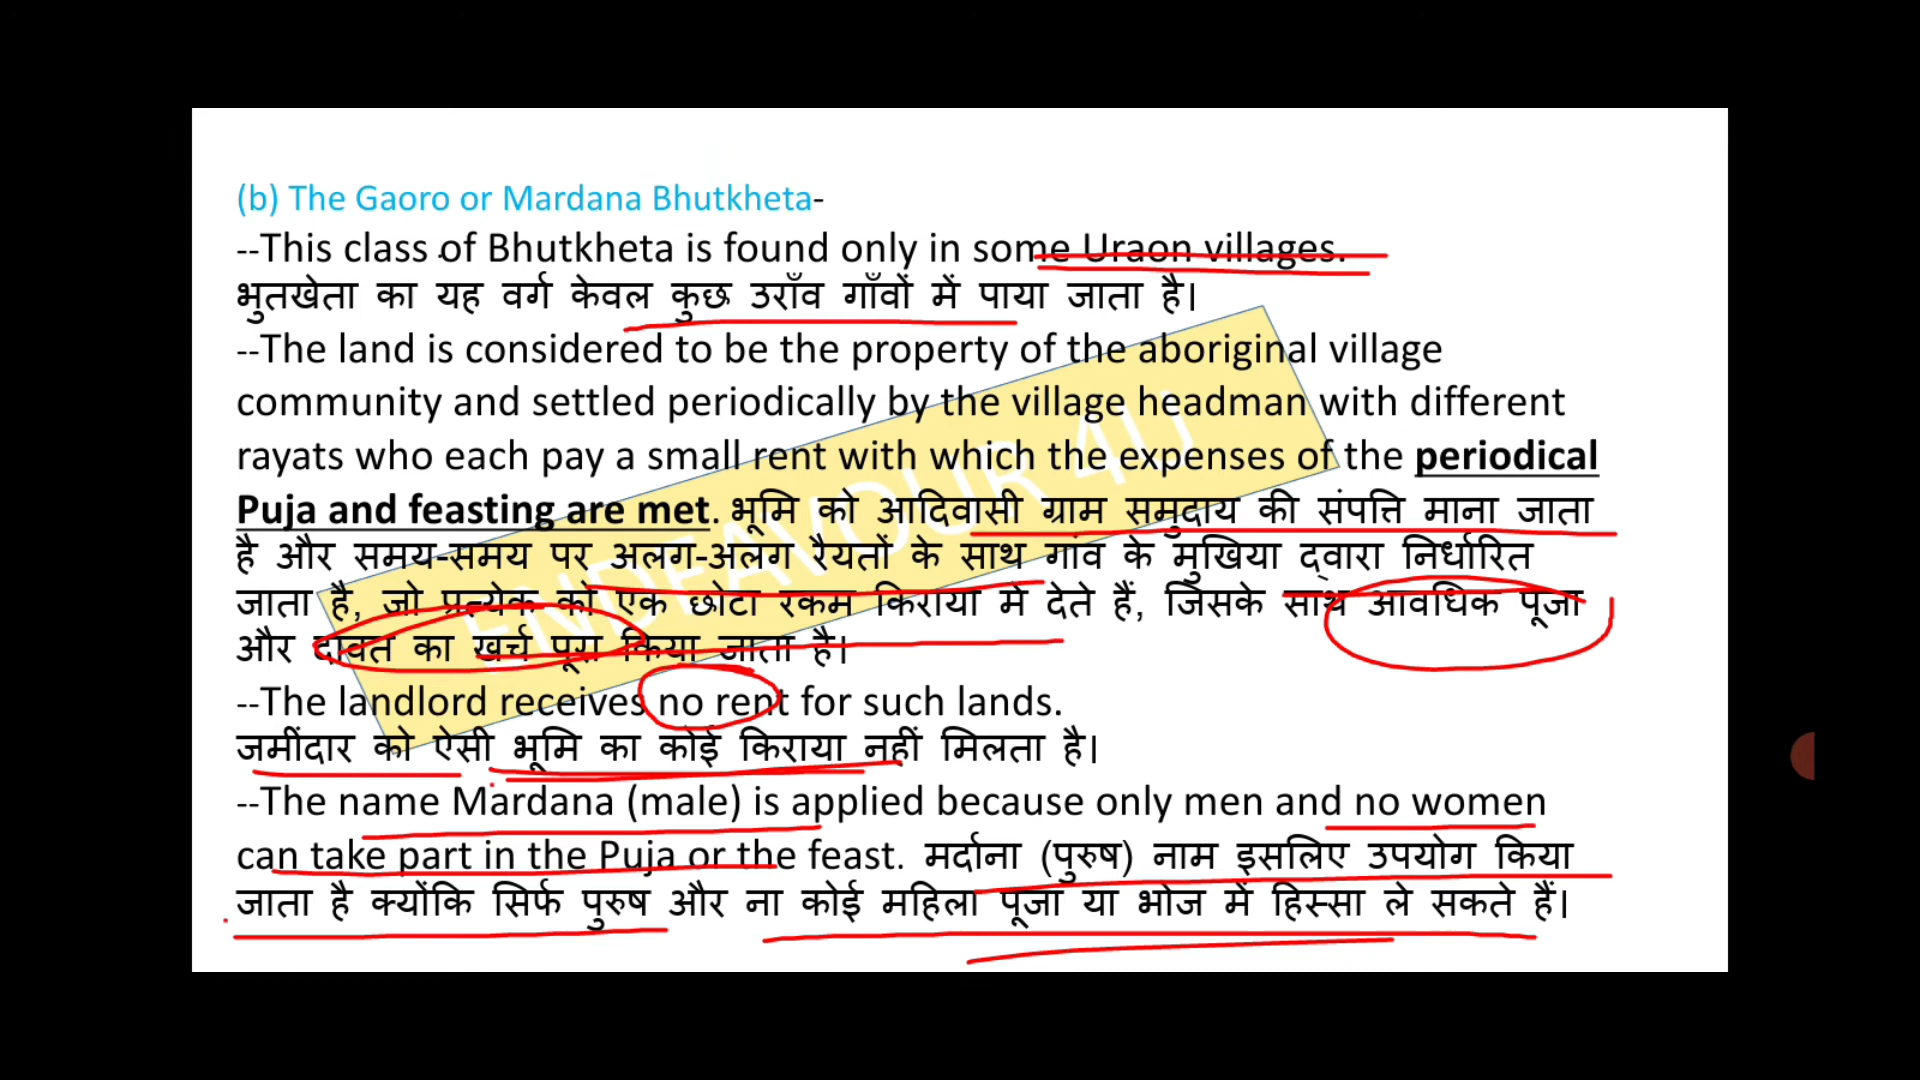 (b) The Gaoro or Mardana Bhutkheta-
--This class of Bhutkheta is found only in some Uraon villages.
भुतखेता का यह वर्ग केवल कुछ उराँव गाँवों में पाया जाता है।
--The land is considered to be the property of the aboriginal village
community and settled periodically by the village headman with different
rayats who each pay a small rent with which the expenses of the periodical
Puja and feasting are met. भूमि को आदिवासी ग्राम समुदाय की संपत्ति माना जाता
है और समय-समय पर अलग-अलग रैयतों के साथ गांव के मुखिया द्वारा निर्धारित
जाता है, जो प्रत्येक को एक छोटा रकम किराया में देते हैं, जिसके साथ आवधिक पूजा
और दावत का खर्च पूरा किया जाता है।
--The landlord receives no rent for such lands.
जमींदार को ऐसी भूमि का कोई किराया नहीं मिलता है।
--The name Mardana (male) is applied because only men and no women
can take part in the Puja or the feast. मर्दाना (पुरुष) नाम इसलिए उपयोग किया
जाता है क्योंकि सिर्फ पुरुष और ना कोई महिला पूजा या भोज में हिस्सा ले सकते हैं।
ENDEAVOUR 4U